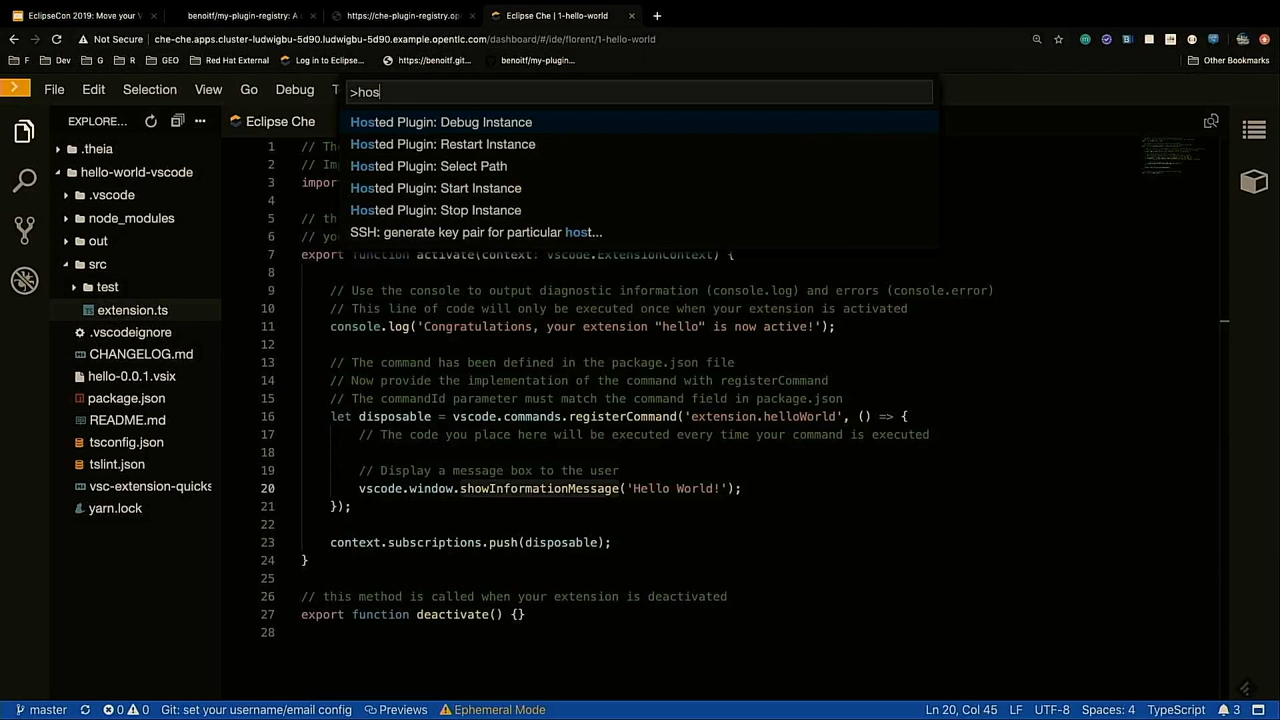 EclipseCon 2019: Move your V
benoitf/my-plugin-registry: A c
https://che-plugin-registry.op
Eclipse Che | 1-hello-world
Not Secure
che-che.apps.cluster-ludwigbu-5d90.ludwigbu-5d90.example.opentlc.com/dashboard/#/ide/florent/1-hello-world
F
Dev
G
R
GEO
Red Hat External
Log in to Eclipse...
https://benoitf.git...
benoitf/my-plugin...
Other Bookmarks
File Edit Selection View Go Debug T
>hos
EXPLORE...
Eclipse Che
Hosted Plugin: Debug Instance
Hosted Plugin: Restart Instance
Hosted Plugin: Select Path
Hosted Plugin: Start Instance
Hosted Plugin: Stop Instance
SSH: generate key pair for particular host...
.theia
hello-world-vscode
.vscode
node_modules
out
src
test
extension.ts
.vscodeignore
CHANGELOG.md
hello-0.0.1.vsix
package.json
README.md
tsconfig.json
tslint.json
vsc-extension-quicks
yarn.lock
1 // The
2 // Im
3 import
4
5 // th
6 // yo
7 export function activate(context: vscode.ExtensionContext) {
8
9 // Use the console to output diagnostic information (console.log) and errors (console.error)
10 // This line of code will only be executed once when your extension is activated
11 console.log('Congratulations, your extension "hello" is now active!');
12
13 // The command has been defined in the package.json file
14 // Now provide the implementation of the command with registerCommand
15 // The commandId parameter must match the command field in package.json
16 let disposable = vscode.commands.registerCommand('extension.helloWorld', () => {
17 // The code you place here will be executed every time your command is executed
18
19 // Display a message box to the user
20 vscode.window.showInformationMessage('Hello World!');
21 });
22
23 context.subscriptions.push(disposable);
24 }
25
26 // this method is called when your extension is deactivated
27 export function deactivate() {}
28
master 0 0 Git: set your username/email config Previews Ephemeral Mode Ln 20, Col 45 LF UTF-8 Spaces: 4 TypeScript 3